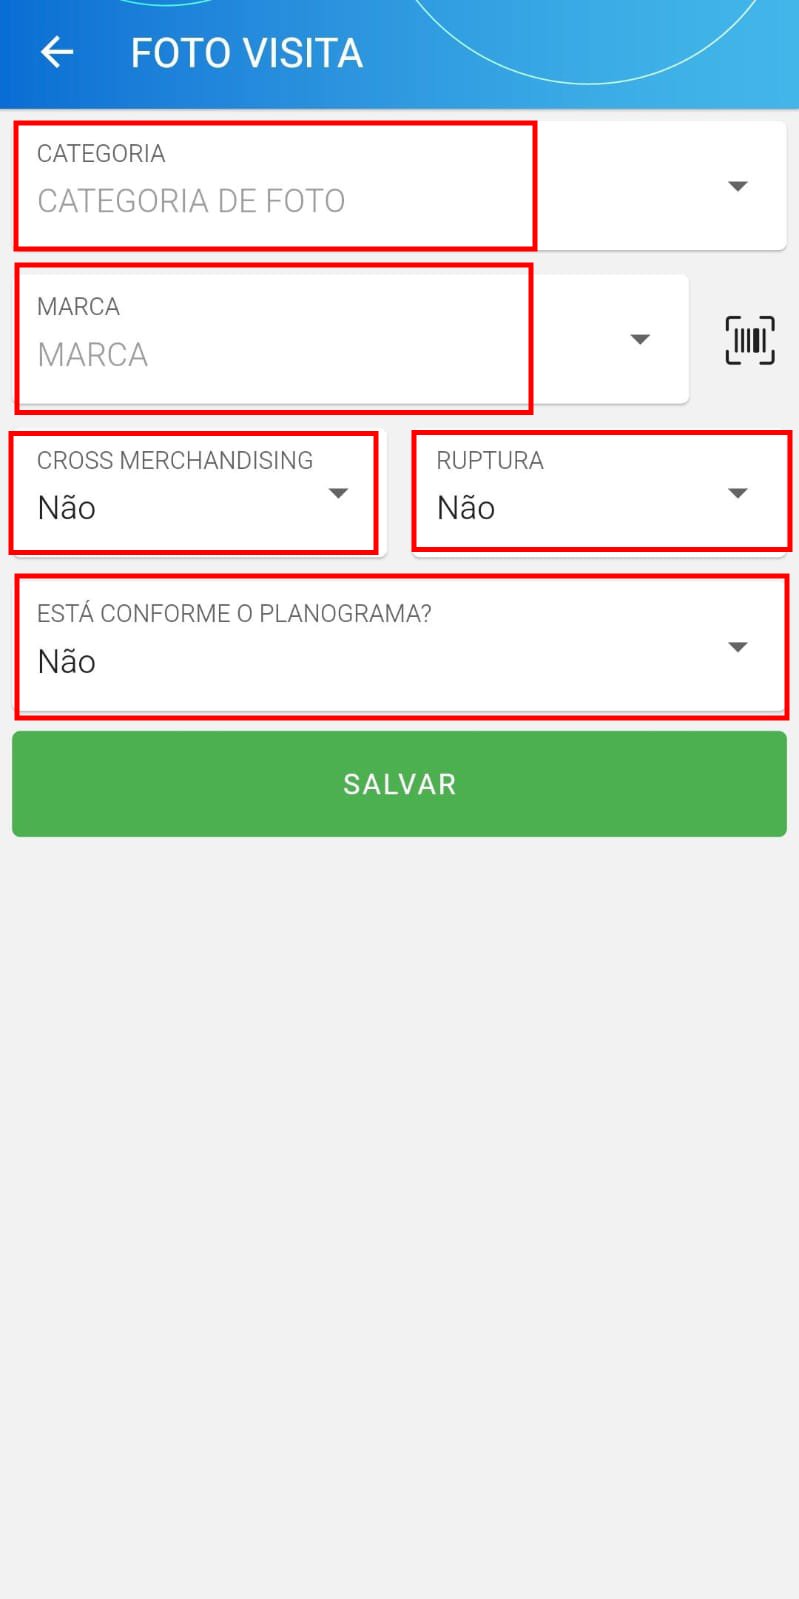 FOTO VISITA
CATEGORIA
CATEGORIA DE FOTO
MARCA
MARCA
CROSS MERCHANDISING
Não
RUPTURA
Não
ESTÁ CONFORME O PLANOGRAMA?
Não
SALVAR